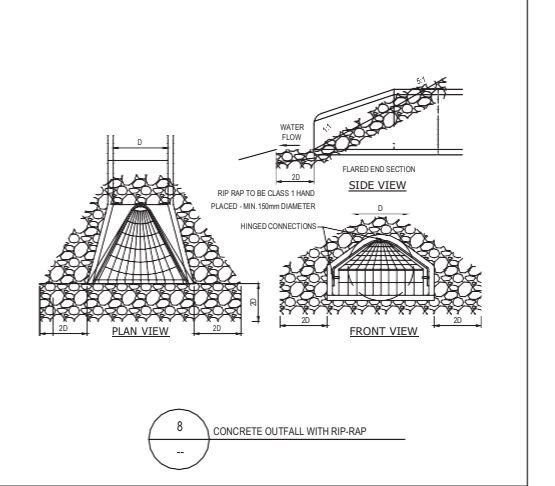 D
5:1
1:1
WATER
FLOW
2D
FLARED END SECTION
SIDE VIEW
RIP RAP TO BE CLASS 1 HAND
PLACED - MIN. 150mm DIAMETER
D
HINGED CONNECTIONS
2D
2D
2D
PLAN VIEW
2D
2D
FRONT VIEW
8
CONCRETE OUTFALL WITH RIP-RAP
--